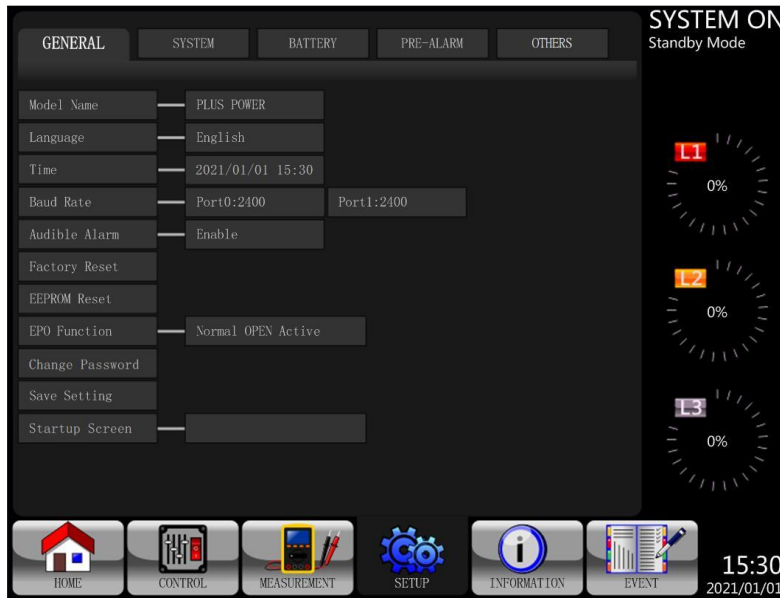 SYSTEM ON
Standby Mode
GENERAL SYSTEM BATTERY PRE-ALARM OTHERS
Model Name PLUS POWER
Language English
Time 2021/01/01 15:30
Baud Rate Port0:2400 Port1:2400
Audible Alarm Enable
Factory Reset
EEPROM Reset
EPO Function Normal OPEN Active
Change Password
Save Setting
Startup Screen
L1
0%
L2
0%
L3
0%
HOME CONTROL MEASUREMENT SETUP INFORMATION EVENT
15:30
2021/01/01